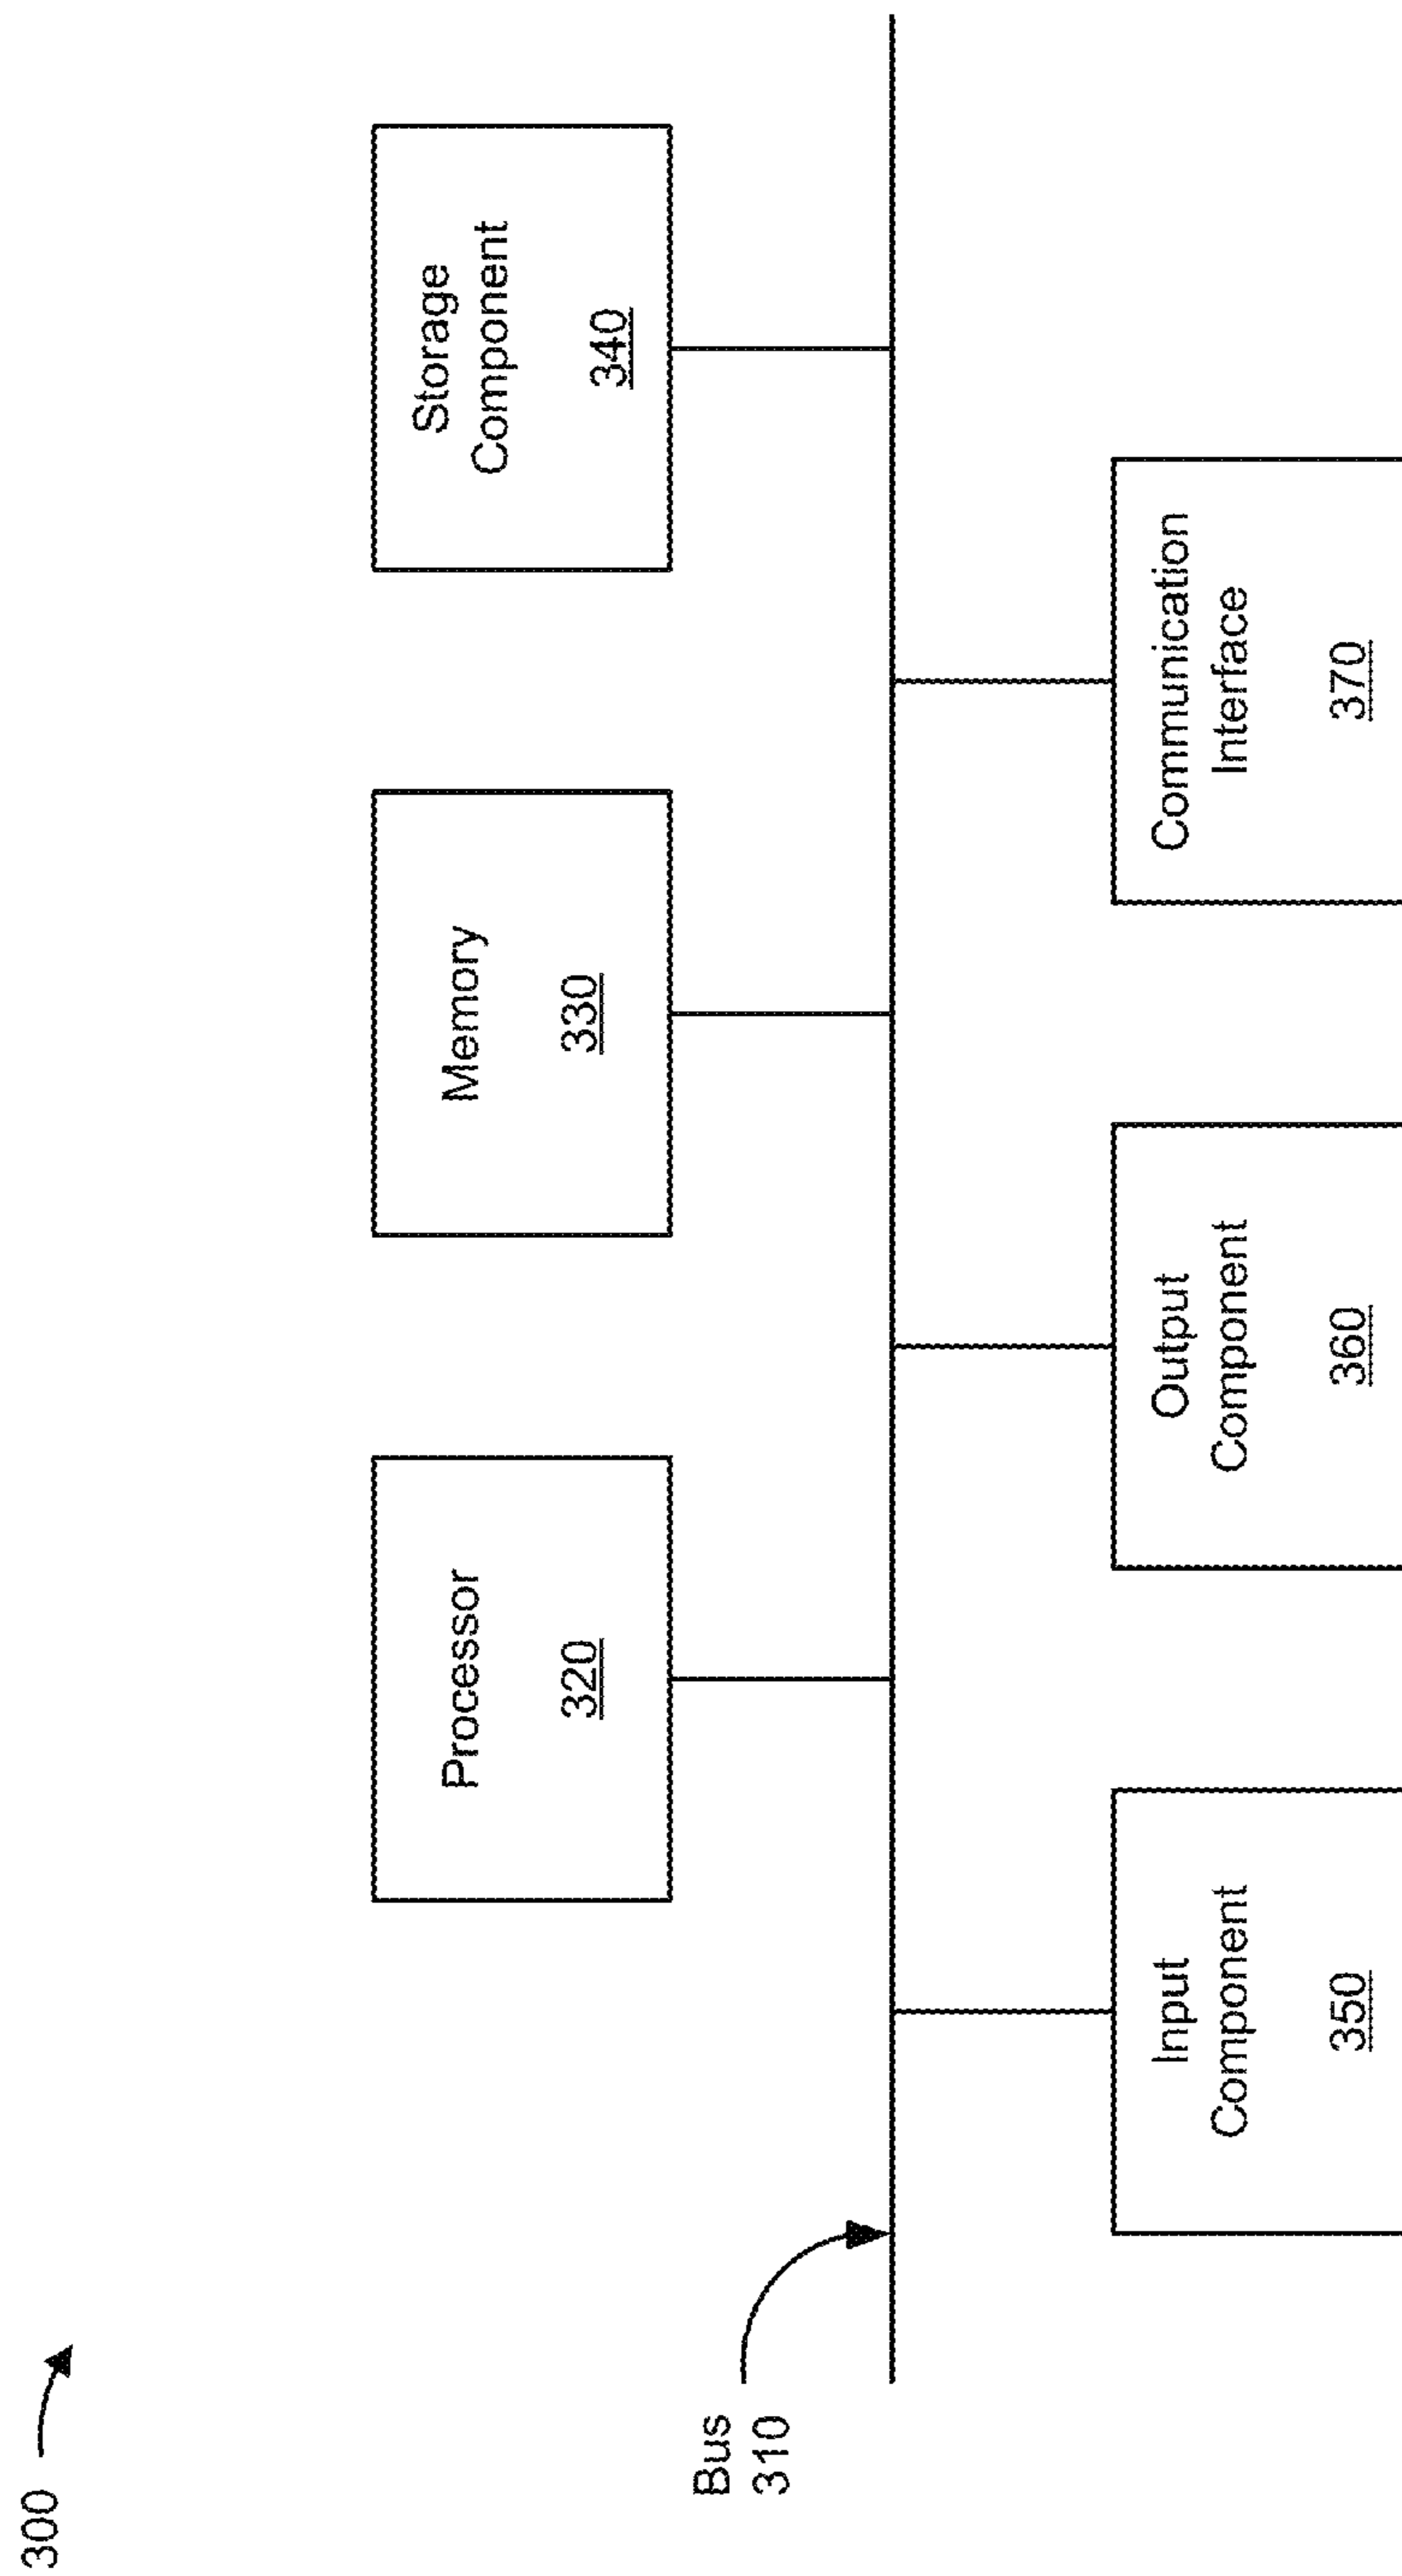 300
Processor
320
Memory
330
Storage
Component
340
Bus
310
Input
Component
350
Output
Component
360
Communication
Interface
370